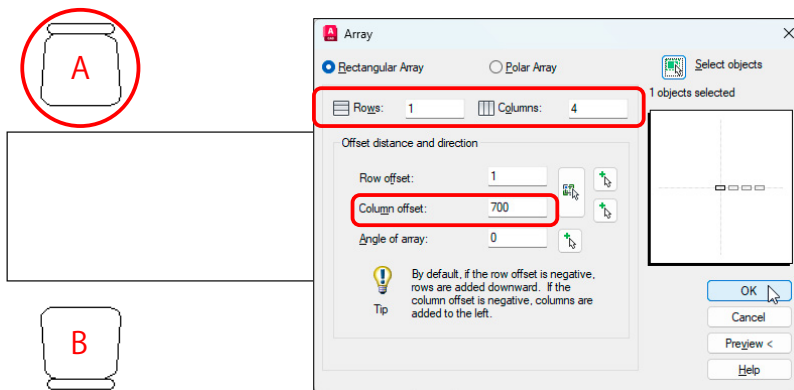 A
B
Array
Rectangular Array
Polar Array
Select objects
1 objects selected
Rows: 1
Columns: 4
Offset distance and direction
Row offset: 1
Column offset: 700
Angle of array: 0
Tip
By default, if the row offset is negative,
rows are added downward. If the
column offset is negative, columns are
added to the left.
OK
Cancel
Preview <
Help